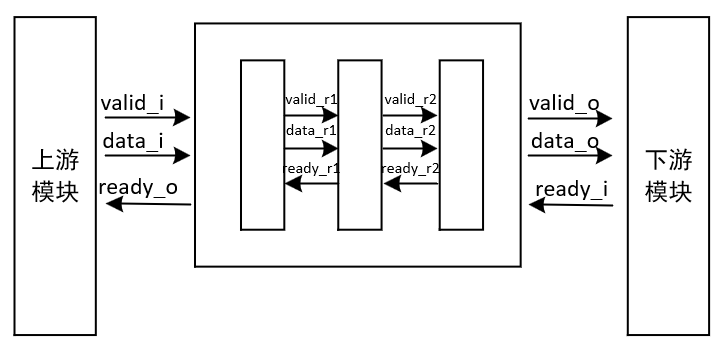 上游
模块
valid_i
data_i
ready_o
valid_r1
data_r1
ready_r1
valid_r2
data_r2
ready_r2
valid_o
data_o
ready_i
下游
模块